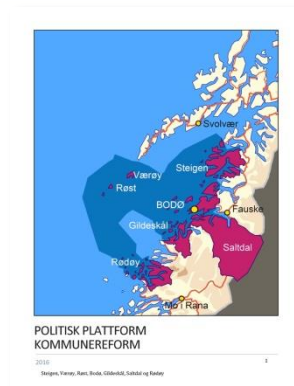 Svolvær
Steigen
Værøy
Røst
BODØ
Fauske
Gildeskål
Saltdal
Rødøy
Mo i Rana
POLITISK PLATTFORM
KOMMUNEREFORM
2016
1
Steigen, Værøy, Røst, Bodø, Gildeskål, Saltdal og Rødøy